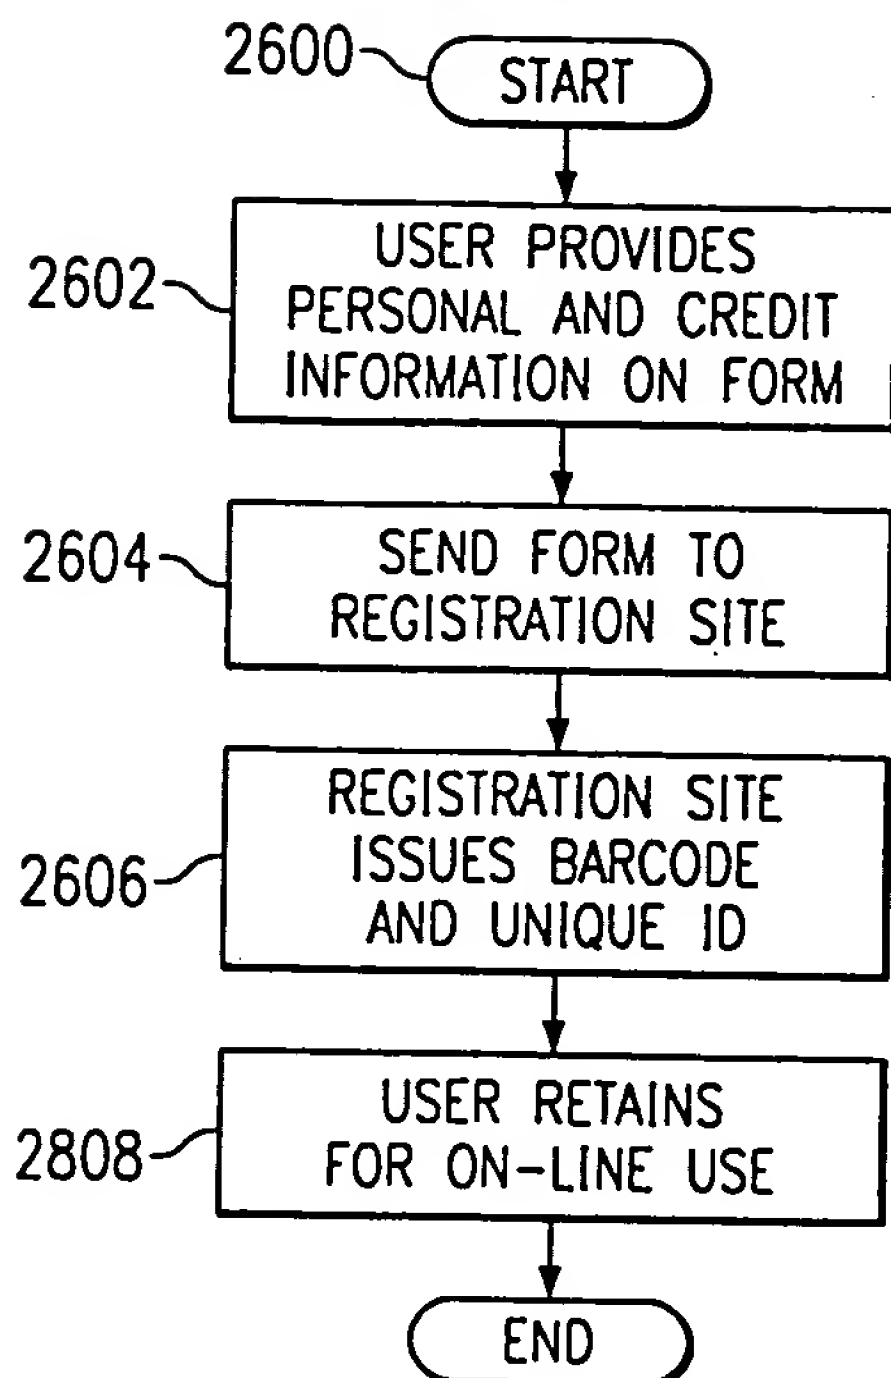 2600
START
2602
USER PROVIDES
PERSONAL AND CREDIT
INFORMATION ON FORM
2604
SEND FORM TO
REGISTRATION SITE
2606
REGISTRATION SITE
ISSUES BARCODE
AND UNIQUE ID
2808
USER RETAINS
FOR ON-LINE USE
END